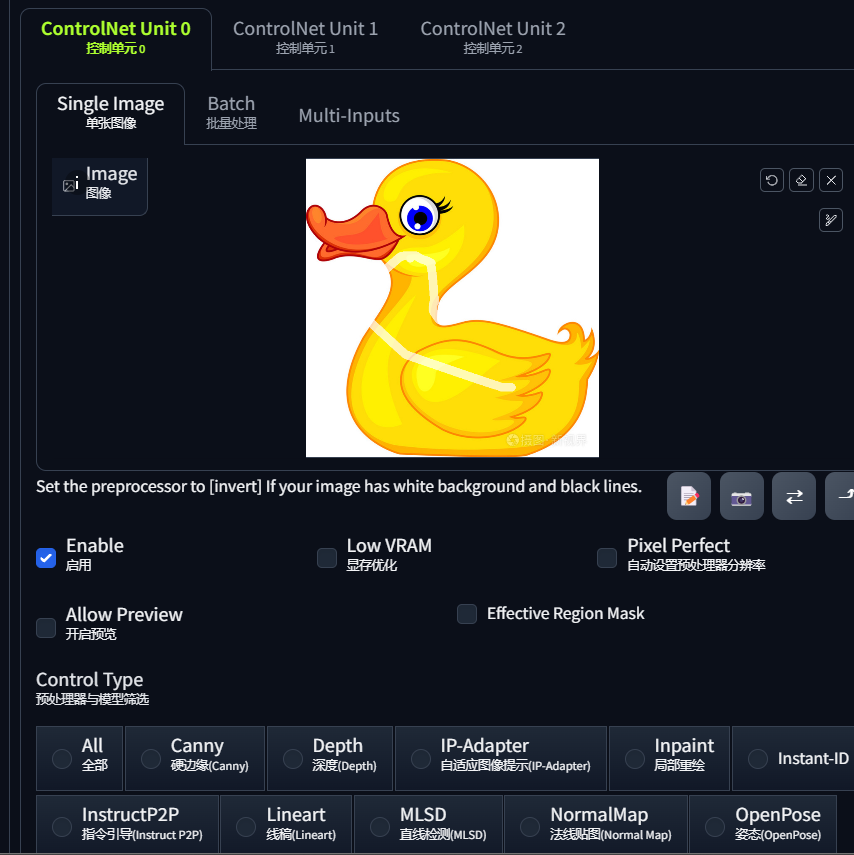 ControlNet Unit 0
控制单元 0
ControlNet Unit 1
控制单元 1
ControlNet Unit 2
控制单元 2
Single Image
单张图像
Batch
批量处理
Multi-Inputs
Image
图像
Set the preprocessor to [invert] If your image has white background and black lines.
Enable
启用
Low VRAM
显存优化
Pixel Perfect
自动设置预处理器分辨率
Allow Preview
开启预览
Effective Region Mask
Control Type
预处理器与模型筛选
All
全部
Canny
硬边缘(Canny)
Depth
深度(Depth)
IP-Adapter
自适应图像提示(IP-Adapter)
Inpaint
局部重绘
Instant-ID
InstructP2P
指令引导(Instruct P2P)
Lineart
线稿(Lineart)
MLSD
直线检测(MLSD)
NormalMap
法线贴图(Normal Map)
OpenPose
姿态(OpenPose)